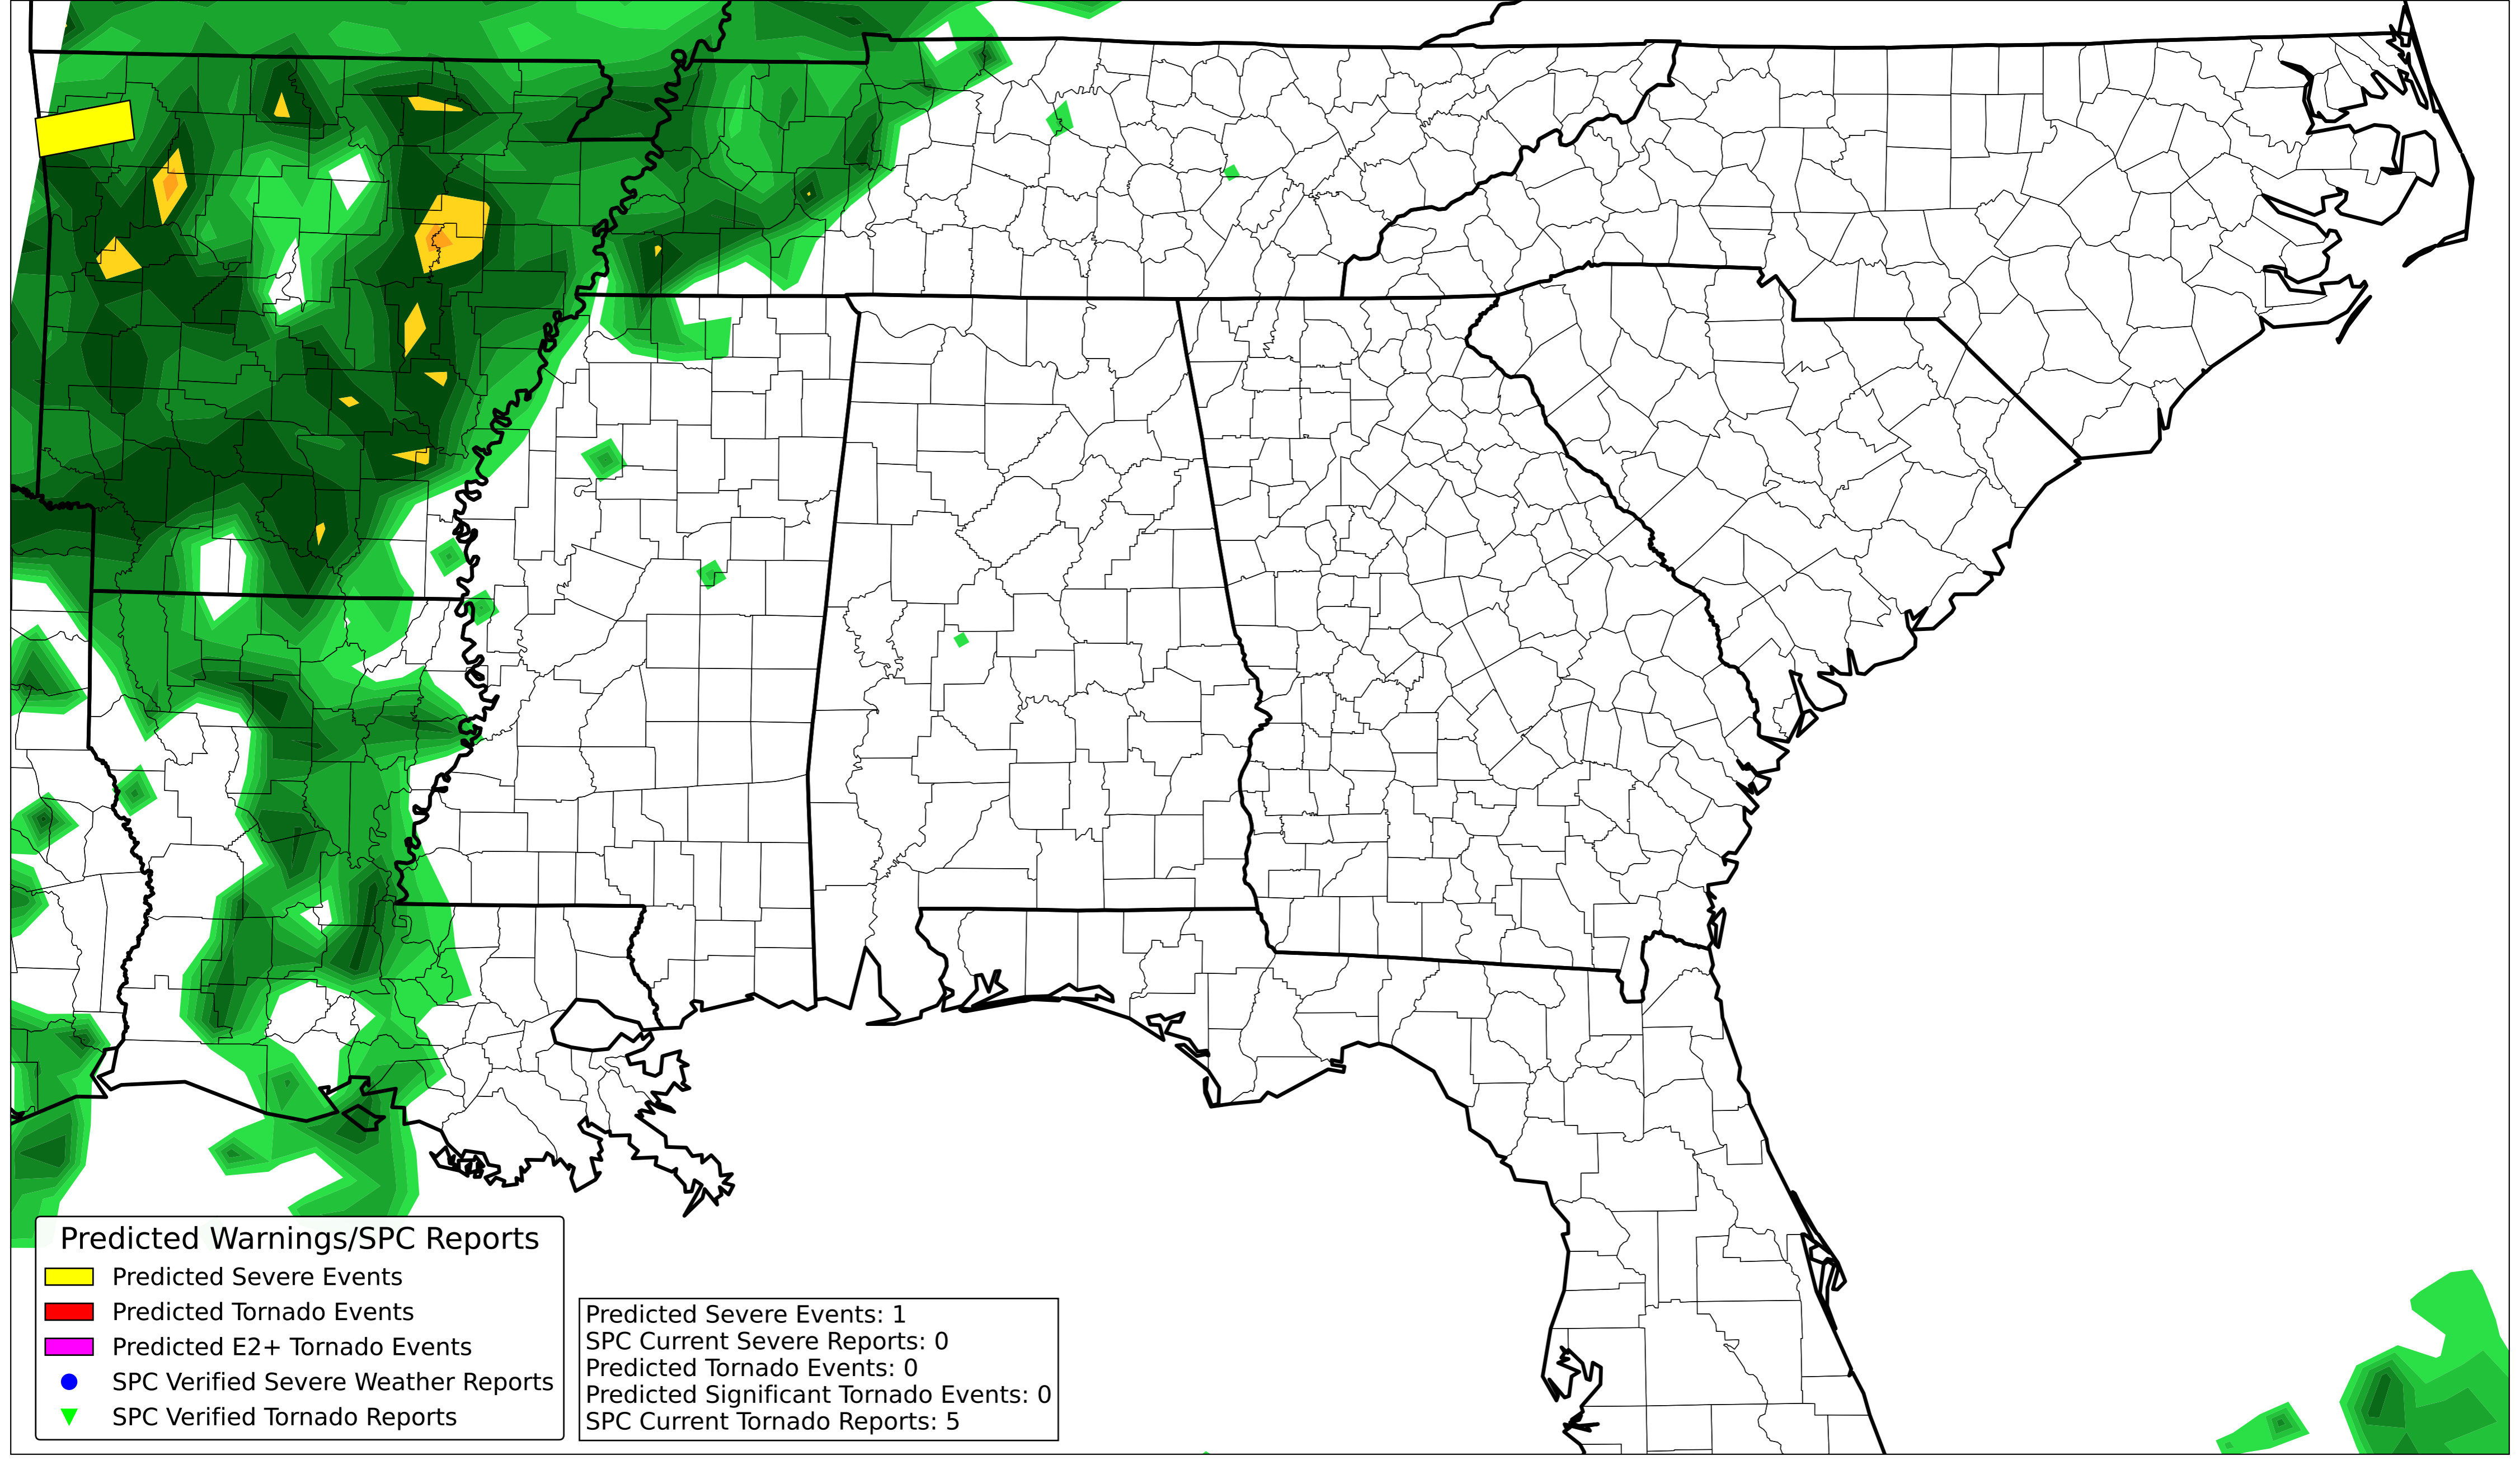 Predicted Warnings/SPC Reports
Predicted Severe Events
Predicted Tornado Events
Predicted E2+ Tornado Events
SPC Verified Severe Weather Reports
SPC Verified Tornado Reports
Predicted Severe Events: 1
SPC Current Severe Reports: 0
Predicted Tornado Events: 0
Predicted Significant Tornado Events: 0
SPC Current Tornado Reports: 5